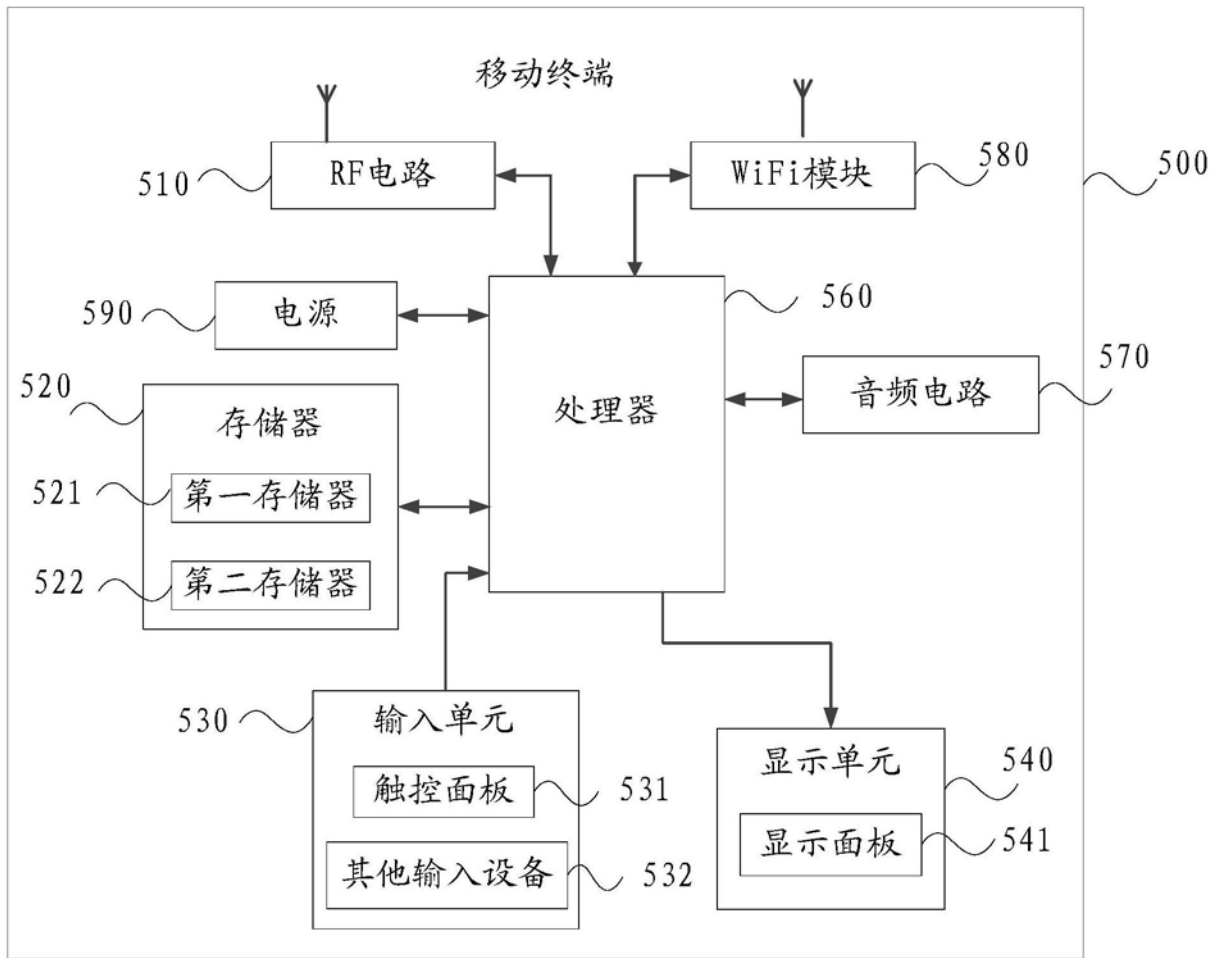 移动终端
510
RF电路
WiFi模块
580
500
590
电源
560
处理器
570
音频电路
520
存储器
521
第一存储器
522
第二存储器
530
输入单元
触控面板
531
其他输入设备
532
显示单元
540
显示面板
541